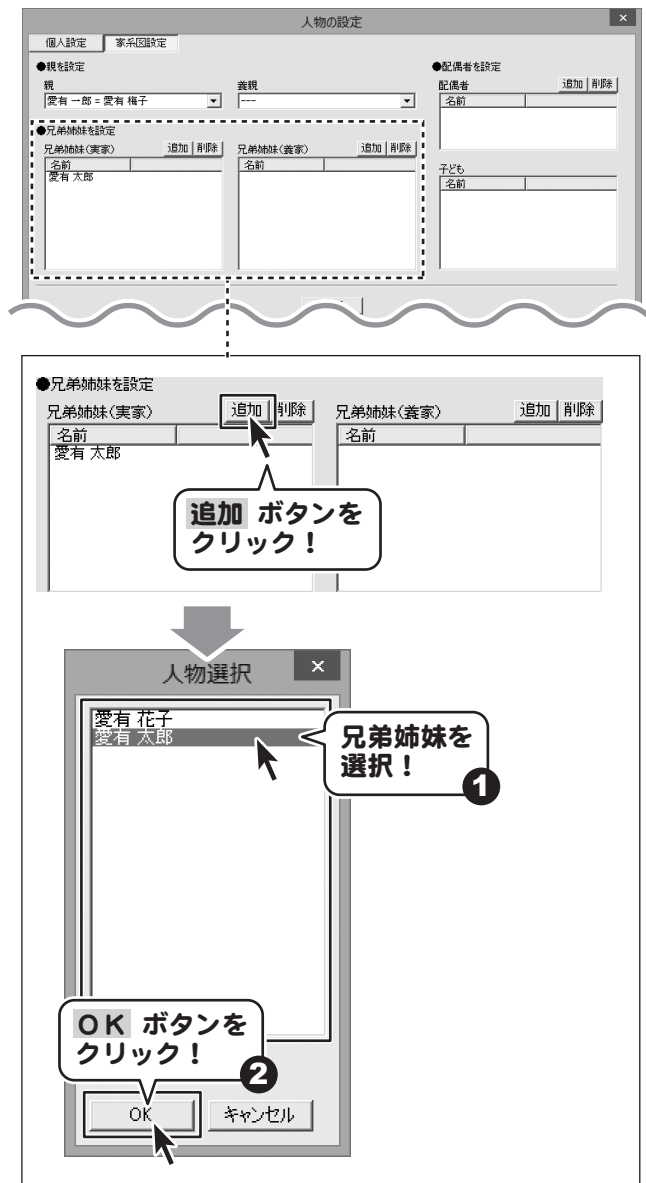 人物の設定
×
個人設定 家系図設定
●親を設定
親 義親
愛有 一郎 = 愛有 権子 ---
●配偶者を設定
配偶者 追加 削除
名前
●兄弟姉妹を設定
兄弟姉妹(実家) 追加 削除 兄弟姉妹(義家) 追加 削除
名前 名前
愛有 太郎
子ども
名前
●兄弟姉妹を設定
兄弟姉妹(実家) 追加 削除 兄弟姉妹(義家) 追加 削除
名前 名前
愛有 太郎
追加 ボタンを
クリック!
人物選択 ×
愛有 花子
愛有 太郎
兄弟姉妹を
選択!
1
OK ボタンを
クリック!
2
OK キャンセル